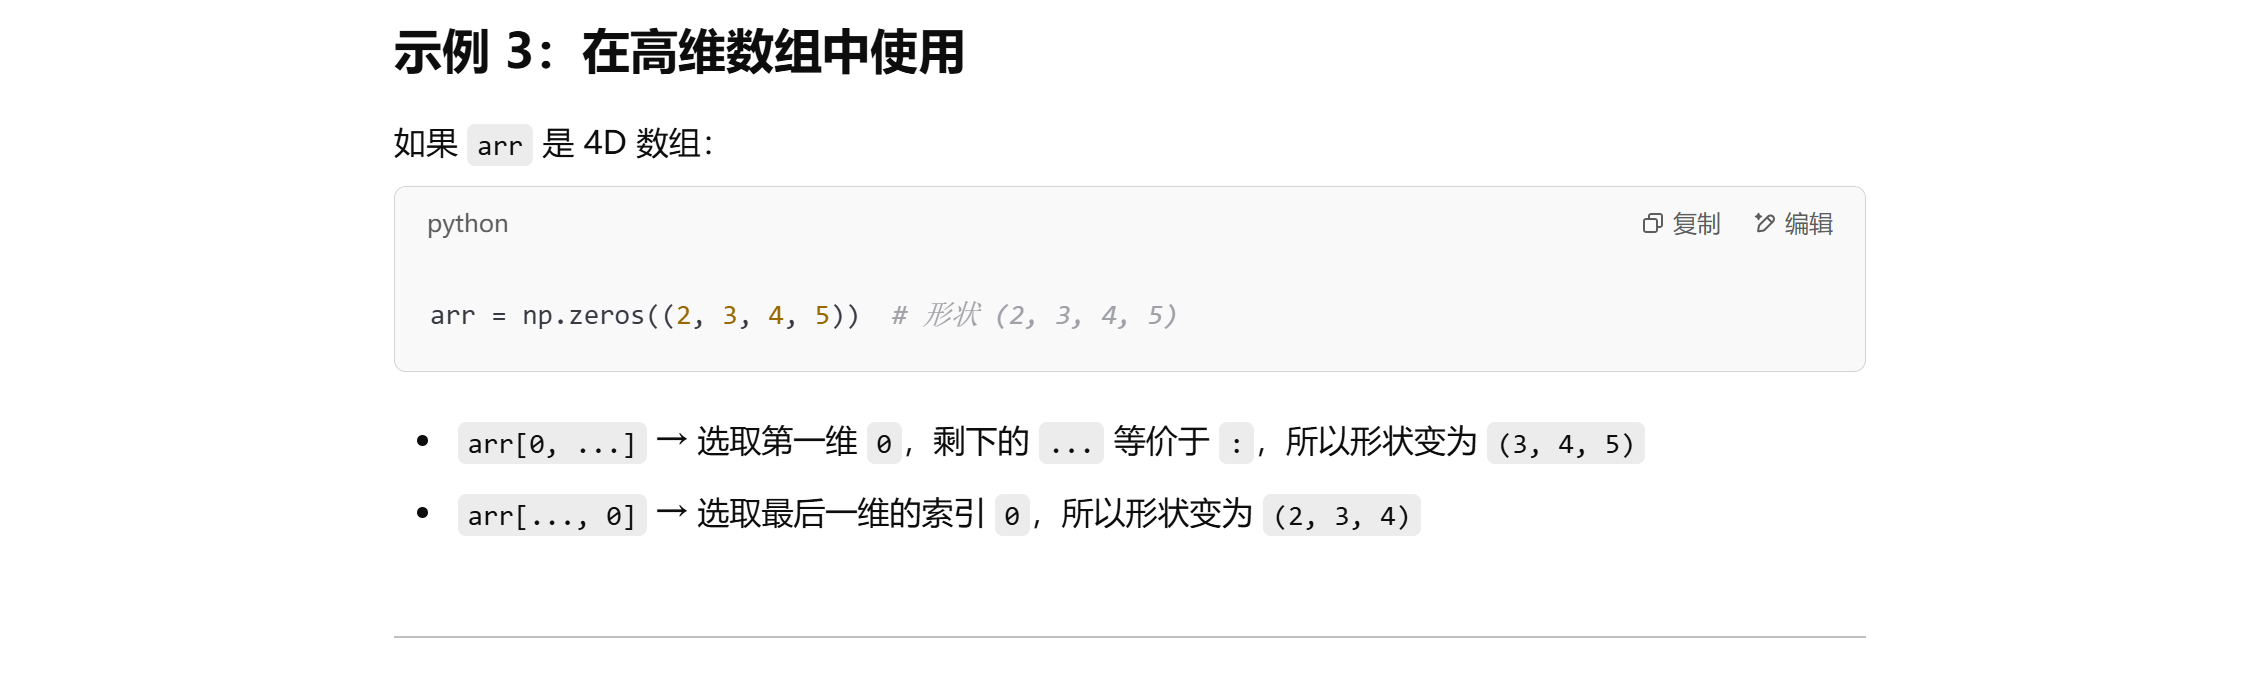 示例 3：在高维数组中使用
如果 arr 是 4D 数组：
python 复制 编辑
arr = np.zeros((2, 3, 4, 5))  # 形状 (2, 3, 4, 5)
arr[0, ...] → 选取第一维 0，剩下的 ... 等价于 :，所以形状变为 (3, 4, 5)
arr[..., 0] → 选取最后一维的索引 0，所以形状变为 (2, 3, 4)